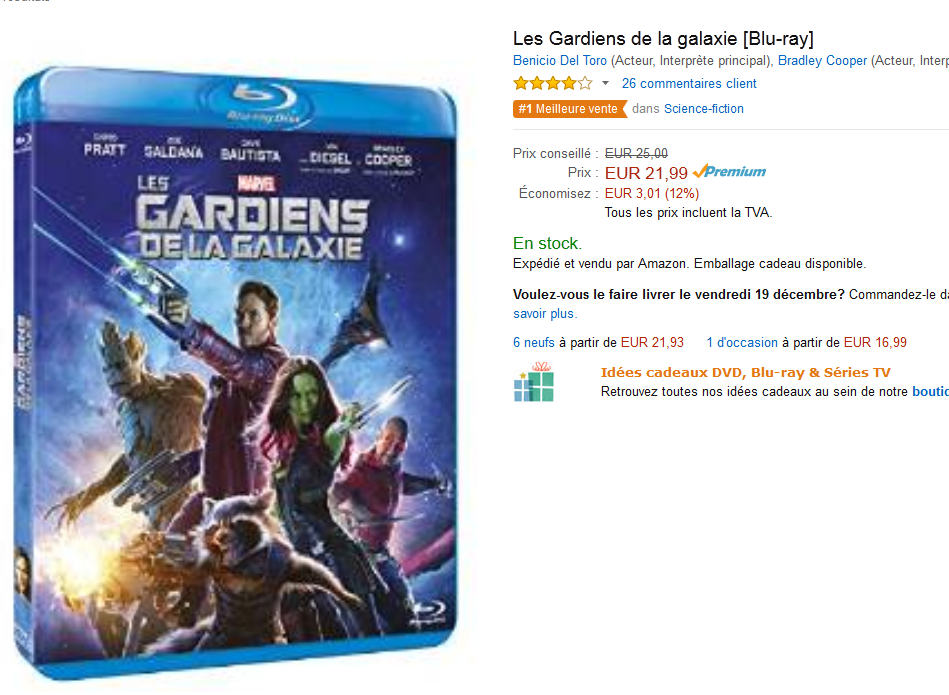 Les Gardiens de la galaxie [Blu-ray]
Benicio Del Toro (Acteur, Interprète principal), Bradley Cooper (Acteur, Interp
26 commentaires client
#1 Meilleure vente dans Science-fiction
Prix conseillé : EUR 25,00
Prix : EUR 21,99 Premium
Économisez : EUR 3,01 (12%)
Tous les prix incluent la TVA.
En stock.
Expédié et vendu par Amazon. Emballage cadeau disponible.
Voulez-vous le faire livrer le vendredi 19 décembre? Commandez-le da
savoir plus.
6 neufs à partir de EUR 21,93 1 d'occasion à partir de EUR 16,99
Idées cadeaux DVD, Blu-ray & Séries TV
Retrouvez toutes nos idées cadeaux au sein de notre boutiq
Blu-ray Disc
CHRIS PRATT
ZOE SALDANA
DAVE BAUTISTA
VIN DIESEL
BRADLEY COOPER
LES
MARVEL
GARDIENS
DE LA GALAXIE